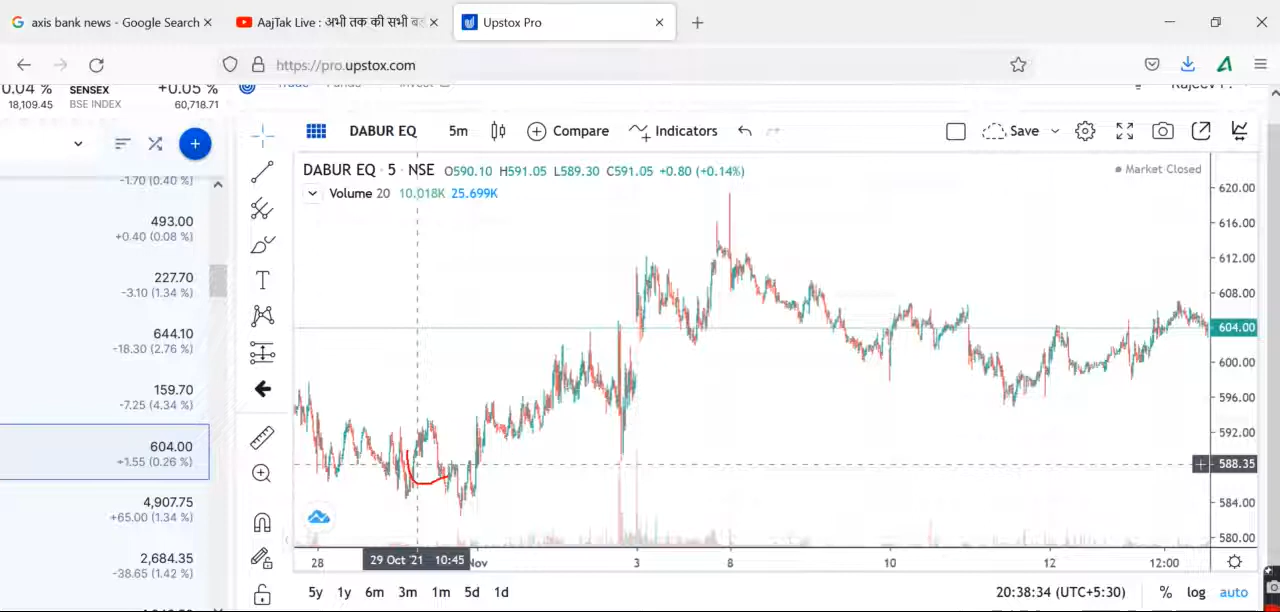 axis bank news - Google Search
AajTak Live : अभी तक की सभी
Upstox Pro
https://pro.upstox.com
0.04 % SENSEX +0.05 %
18,109.45 BSE INDEX 60,718.71
DABUR EQ 5m Compare Indicators Save
DABUR EQ · 5 · NSE O590.10 H591.05 L589.30 C591.05 +0.80 (+0.14%)
Market Closed
Volume 20 10.018K 25.699K
-1.70 (0.40 %)
493.00
+0.40 (0.08 %)
227.70
-3.10 (1.34 %)
644.10
-18.30 (2.76 %)
159.70
-7.25 (4.34 %)
604.00
+1.55 (0.26 %)
4,907.75
+65.00 (1.34 %)
2,684.35
-38.65 (1.42 %)
T
620.00
616.00
612.00
608.00
604.00
600.00
596.00
592.00
588.35
584.00
580.00
28 29 Oct '21 10:45 Nov 3 8 10 12 12:00
5y 1y 6m 3m 1m 5d 1d 20:38:34 (UTC+5:30) % log auto